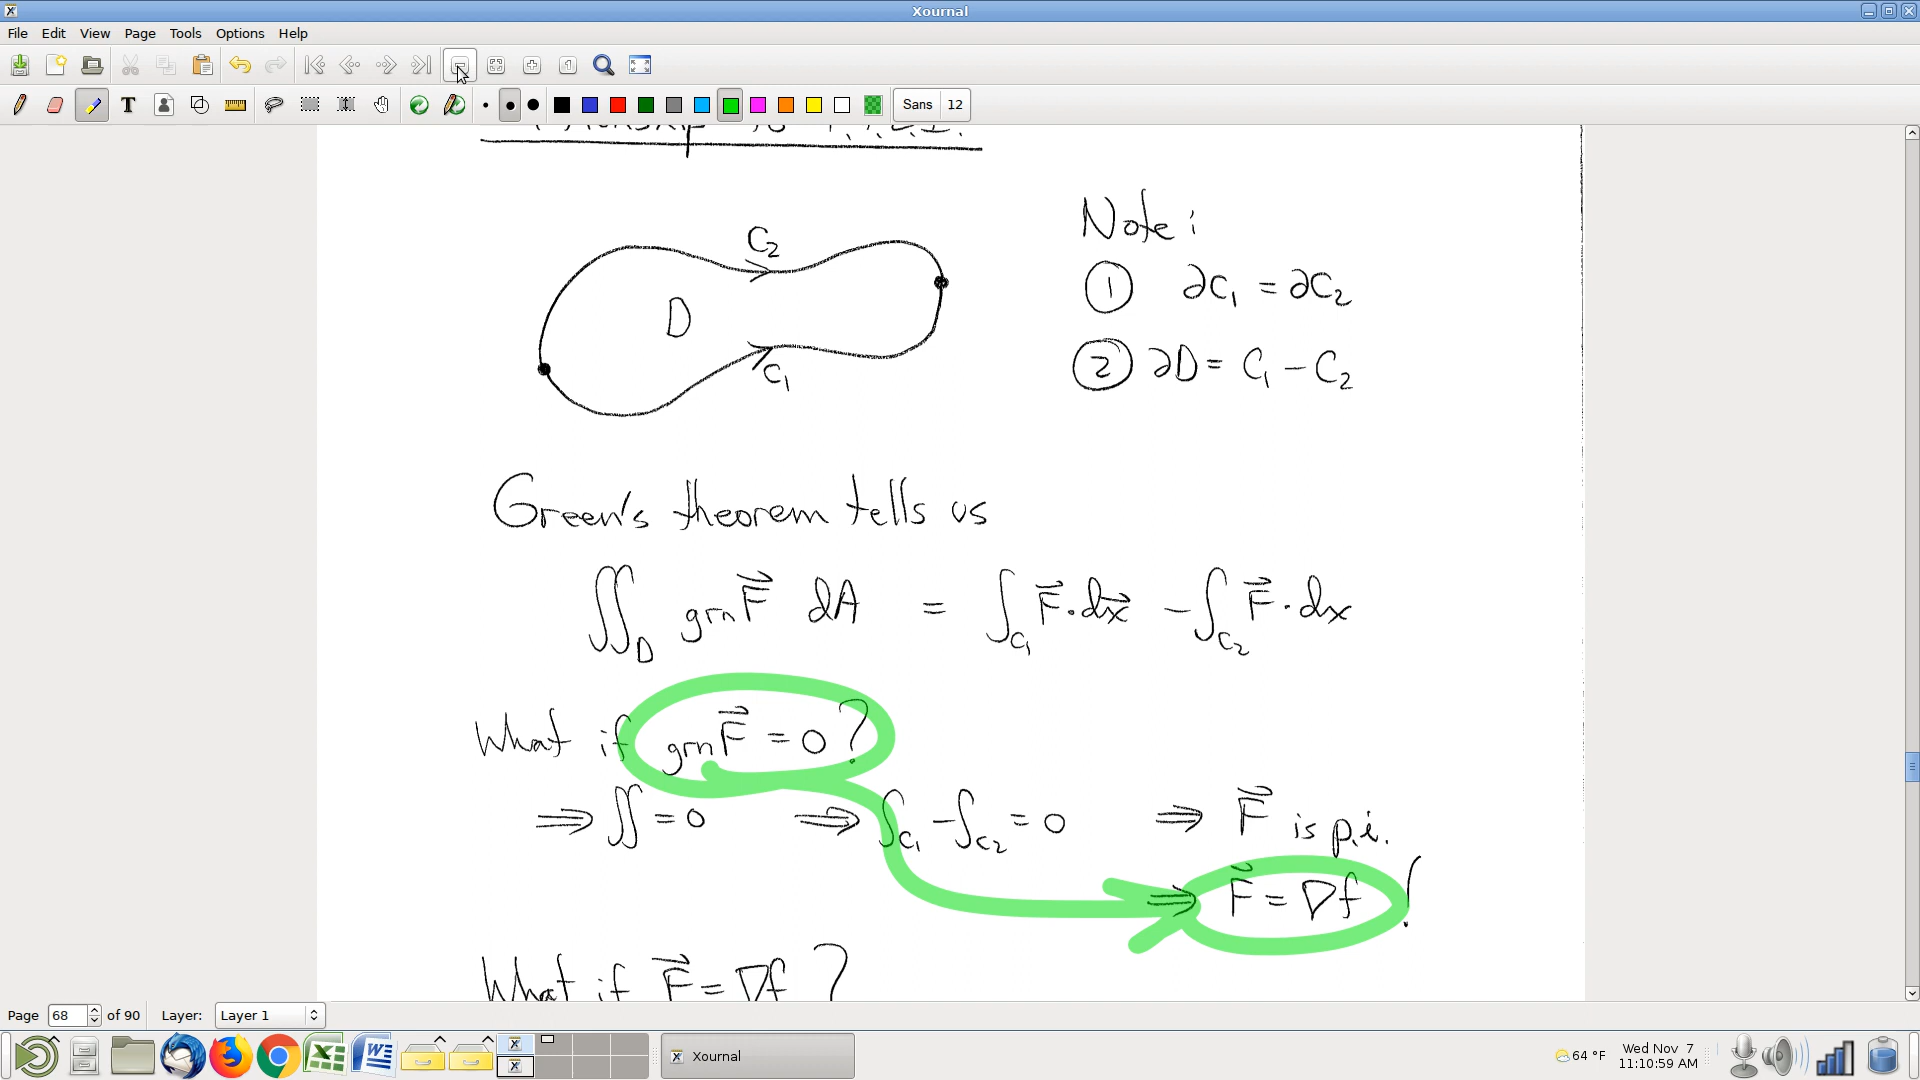 Xournal
File Edit View Page Tools Options Help
Sans 12
C₂
D
C₁
Note:
① ∂C₁ = ∂C₂
② ∂D = C₁ − C₂
Green's theorem tells us
∬_D grn F⃗ dA = ∫_C₁ F⃗·dx⃗ − ∫_C₂ F⃗·dx
What if grn F⃗ = 0?
⇒ ∬ = 0 ⇒ ∫_C₁ − ∫_C₂ = 0 ⇒ F⃗ is p.i.
⇒ F⃗ = ∇f !
What if F⃗ = ∇f ?
Page 68 of 90 Layer: Layer 1
Xournal
64 °F
Wed Nov 7
11:10:59 AM